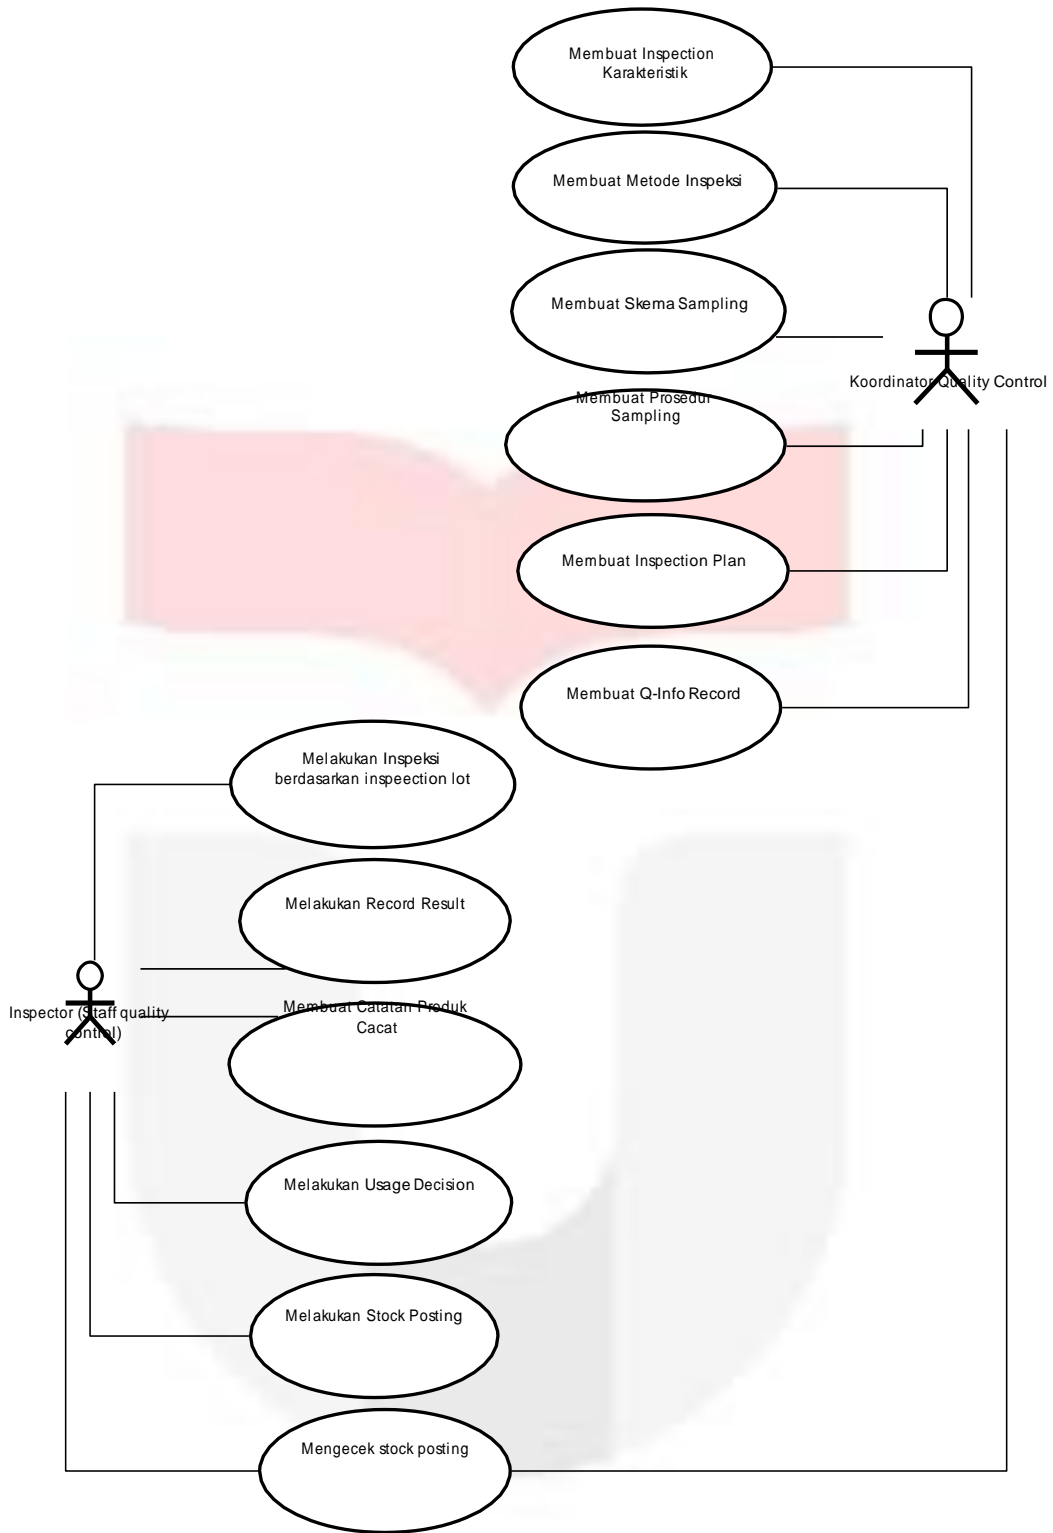 Membuat Inspection
Karakteristik
Membuat Metode Inspeksi
Membuat Skema Sampling
Koordinator Quality Control
Membuat Prosedur
Sampling
Membuat Inspection Plan
Membuat Q-Info Record
Melakukan Inspeksi
berdasarkan inspeection lot
Melakukan Record Result
Inspector (Staff quality
control)
Membuat Catatan Produk
Cacat
Melakukan Usage Decision
Melakukan Stock Posting
Mengecek stock posting